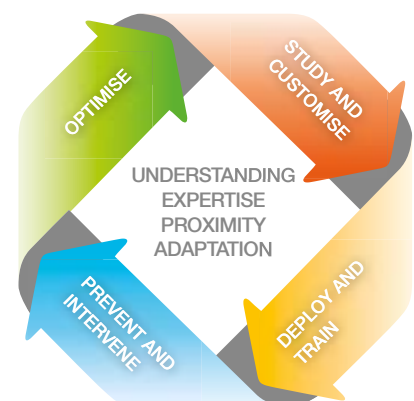 OPTIMISE
STUDY AND
CUSTOMISE
UNDERSTANDING
EXPERTISE
PROXIMITY
ADAPTATION
DEPLOY AND
TRAIN
PREVENT AND
INTERVENE